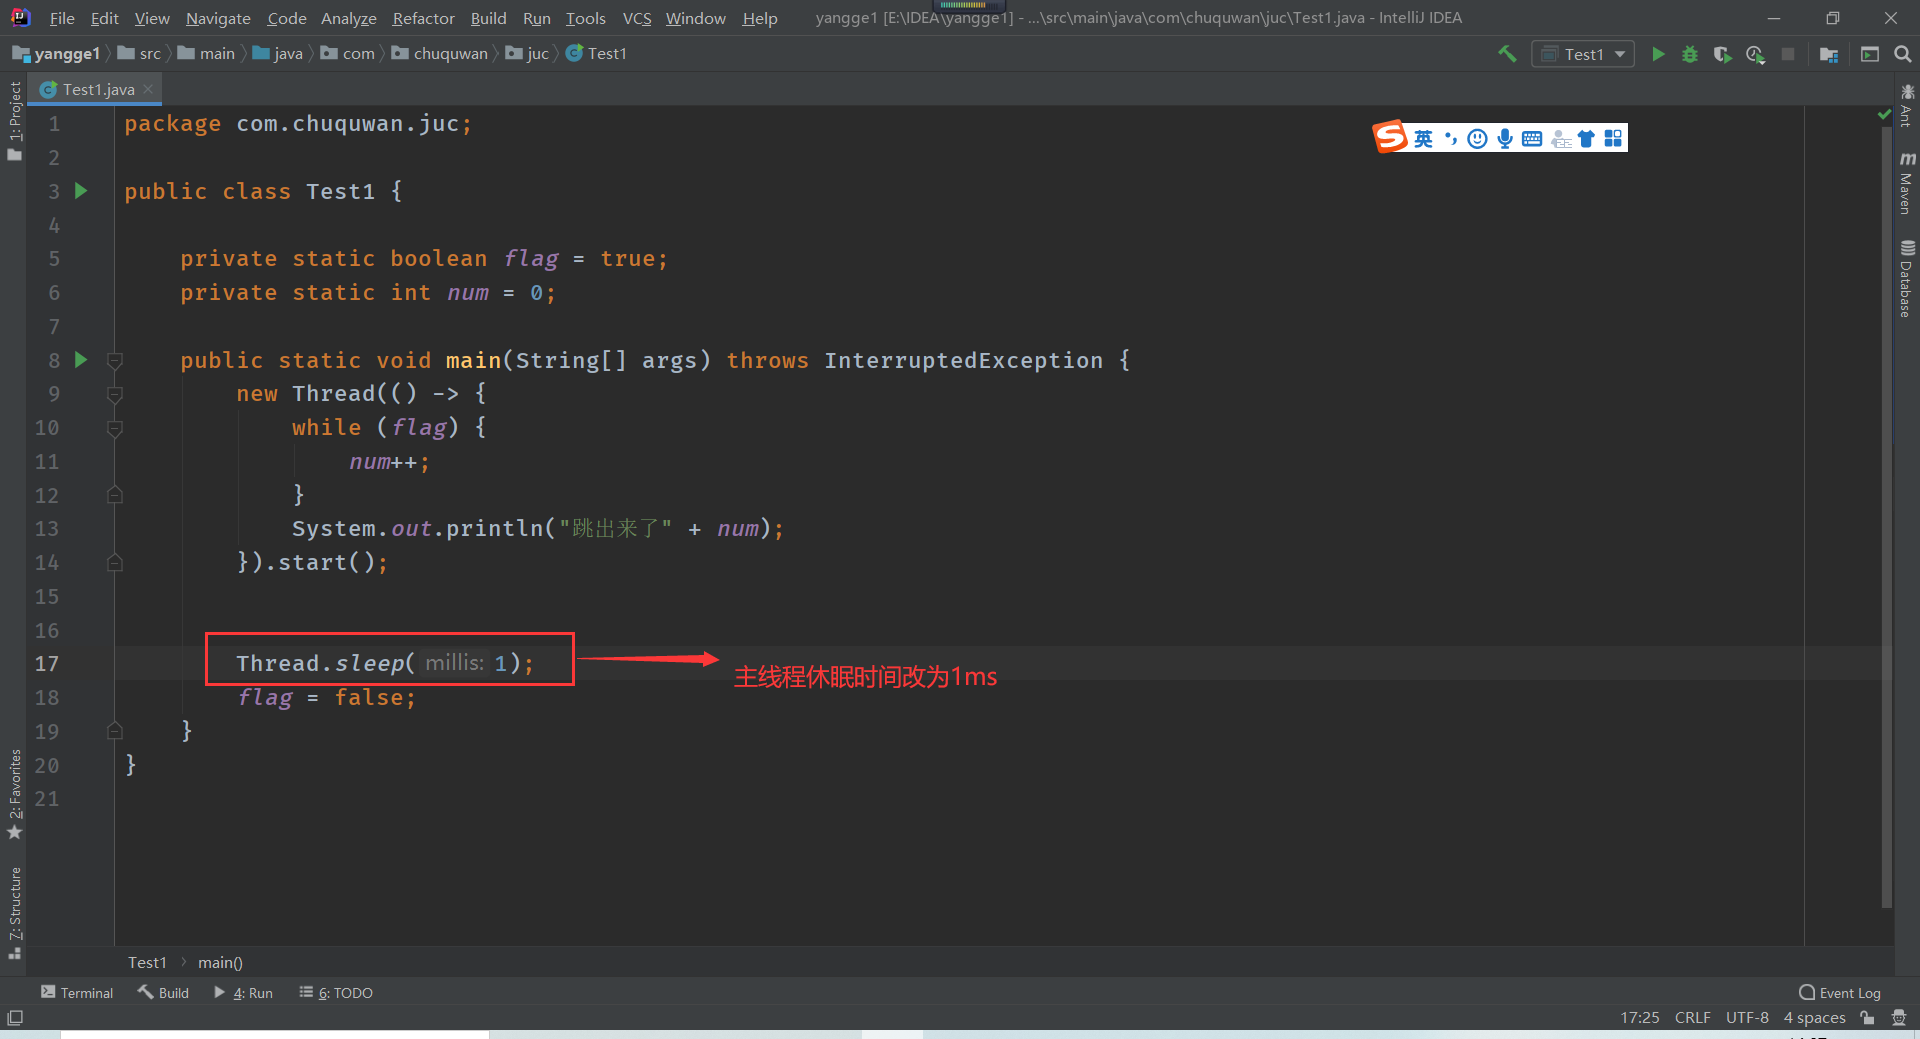 File Edit View Navigate Code Analyze Refactor Build Run Tools VCS Window Help yangge1 [E:\IDEA\yangge1] - ...\src\main\java\com\chuquwan\juc\Test1.java - IntelliJ IDEA
yangge1 src main java com chuquwan juc Test1 Test1
1: Project
Test1.java
Ant
Maven
Database
英
1 package com.chuquwan.juc;
2
3 public class Test1 {
4
5 private static boolean flag = true;
6 private static int num = 0;
7
8 public static void main(String[] args) throws InterruptedException {
9 new Thread(() -> {
10 while (flag) {
11 num++;
12 }
13 System.out.println("跳出来了" + num);
14 }).start();
15
16
17 Thread.sleep( millis: 1);
主线程休眠时间改为1ms
18 flag = false;
19 }
20 }
21
2: Favorites
7: Structure
Test1 main()
Terminal Build 4: Run 6: TODO Event Log
17:25 CRLF UTF-8 4 spaces